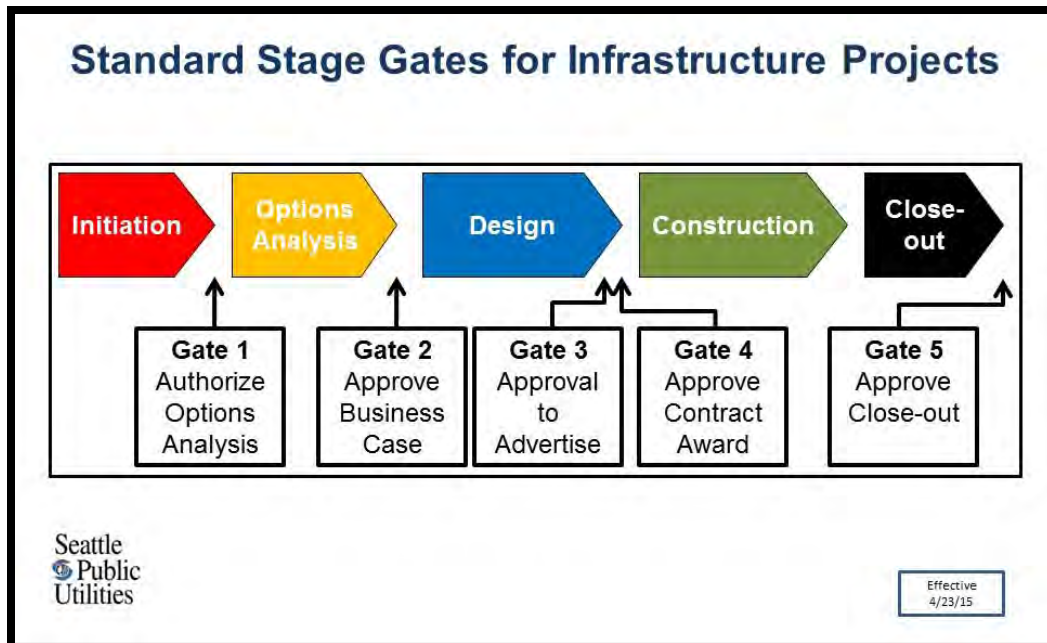 Standard Stage Gates for Infrastructure Projects
Initiation
Options
Analysis
Design
Construction
Close-
out
Gate 1
Authorize
Options
Analysis
Gate 2
Approve
Business
Case
Gate 3
Approval
to
Advertise
Gate 4
Approve
Contract
Award
Gate 5
Approve
Close-out
Seattle
Public
Utilities
Effective
4/23/15